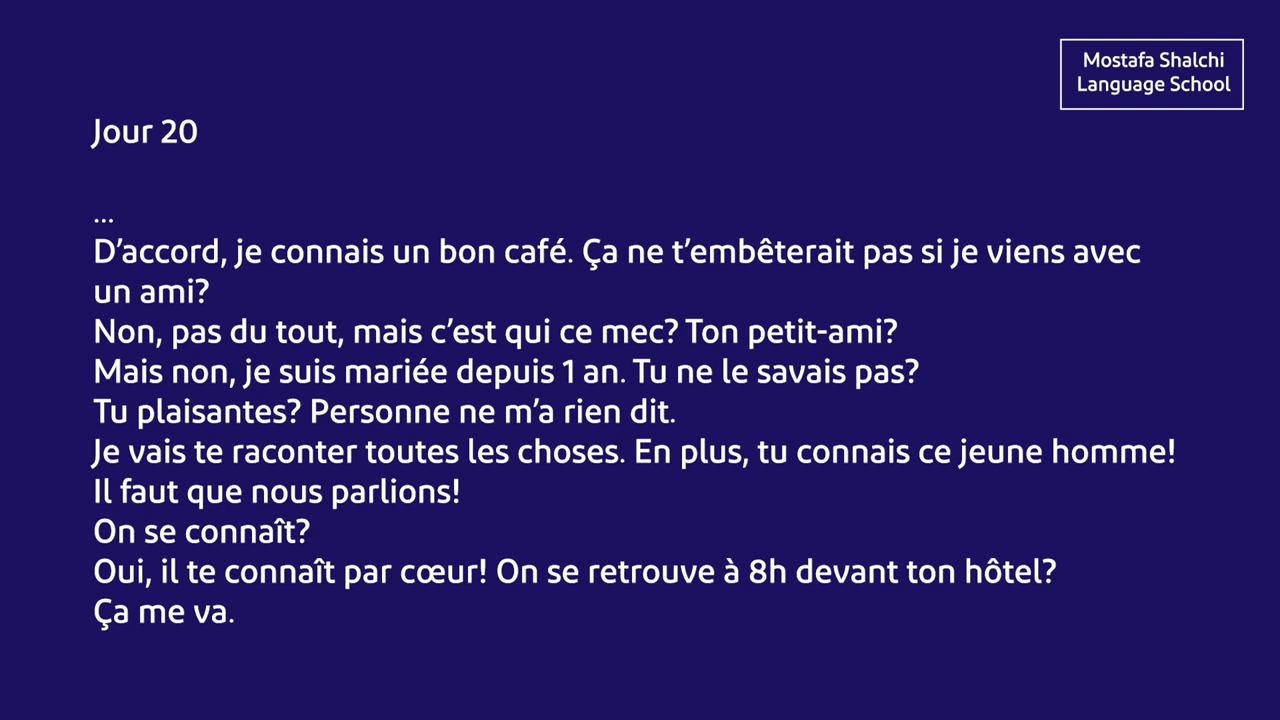 Mostafa Shalchi
Language School
Jour 20
...
D’accord, je connais un bon café. Ça ne t’embêterait pas si je viens avec
un ami?
Non, pas du tout, mais c’est qui ce mec? Ton petit-ami?
Mais non, je suis mariée depuis 1 an. Tu ne le savais pas?
Tu plaisantes? Personne ne m’a rien dit.
Je vais te raconter toutes les choses. En plus, tu connais ce jeune homme!
Il faut que nous parlions!
On se connaît?
Oui, il te connaît par cœur! On se retrouve à 8h devant ton hôtel?
Ça me va.